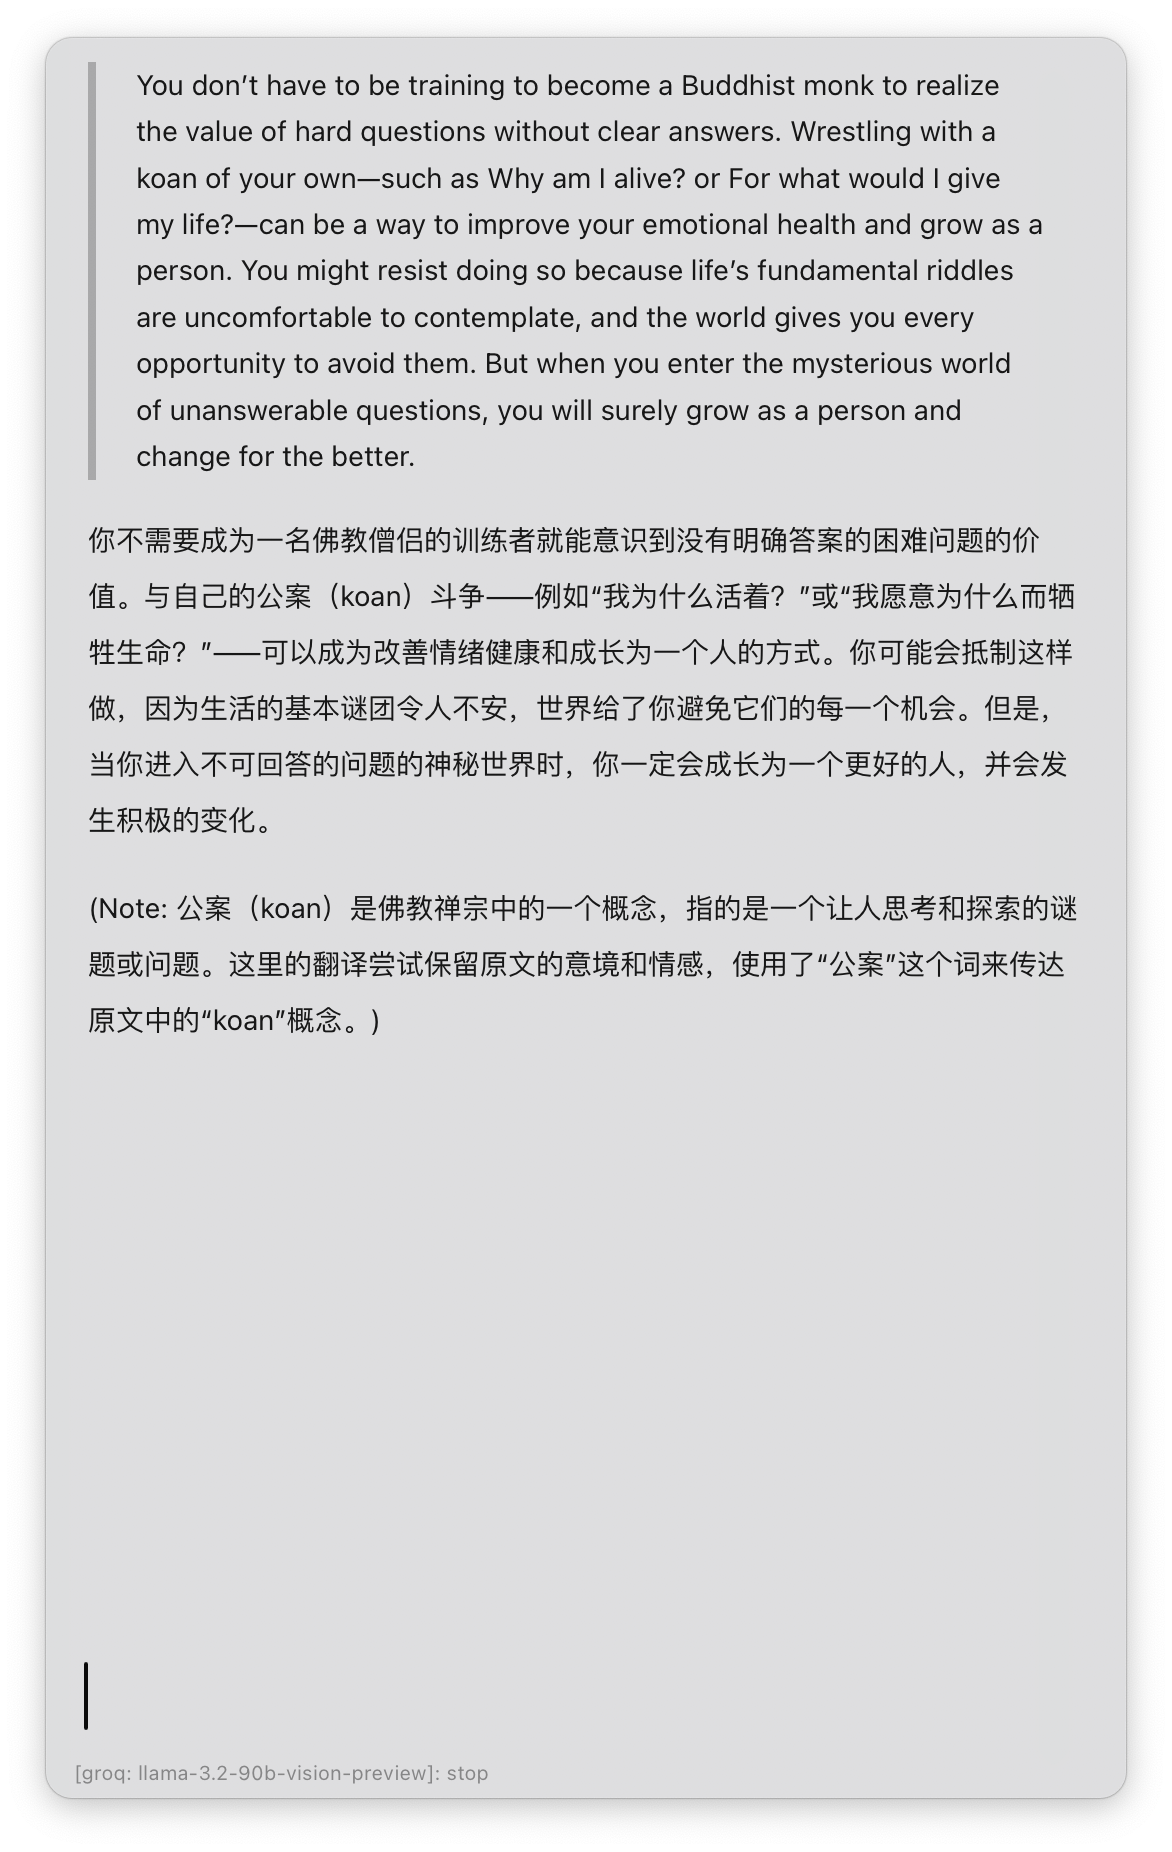 You don’t have to be training to become a Buddhist monk to realize
the value of hard questions without clear answers. Wrestling with a
koan of your own—such as Why am I alive? or For what would I give
my life?—can be a way to improve your emotional health and grow as a
person. You might resist doing so because life’s fundamental riddles
are uncomfortable to contemplate, and the world gives you every
opportunity to avoid them. But when you enter the mysterious world
of unanswerable questions, you will surely grow as a person and
change for the better.
你不需要成为一名佛教僧侣的训练者就能意识到没有明确答案的困难问题的价
值。与自己的公案（koan）斗争——例如“我为什么活着？”或“我愿意为什么而牺
牲生命？”——可以成为改善情绪健康和成长为一个人的方式。你可能会抵制这样
做，因为生活的基本谜团令人不安，世界给了你避免它们的每一个机会。但是，
当你进入不可回答的问题的神秘世界时，你一定会成长为一个更好的人，并会发
生积极的变化。
(Note: 公案（koan）是佛教禅宗中的一个概念，指的是一个让人思考和探索的谜
题或问题。这里的翻译尝试保留原文的意境和情感，使用了“公案”这个词来传达
原文中的“koan”概念。)
[groq: llama-3.2-90b-vision-preview]: stop